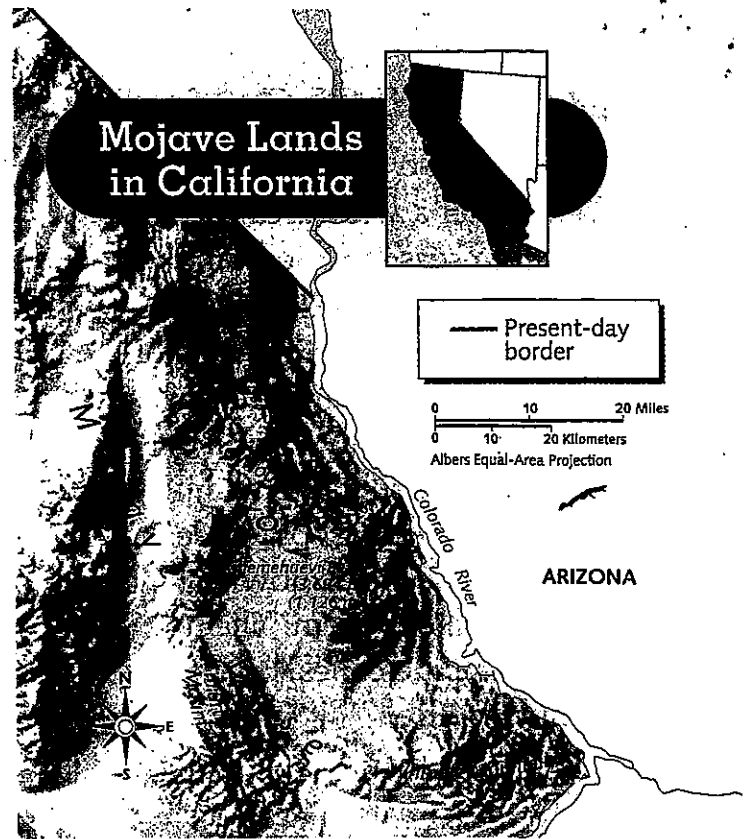 Mojave Lands
in California
Present-day
border
0 10 20 Miles
0 10 20 Kilometers
Albers Equal-Area Projection
Colorado River
ARIZONA
N
E
S